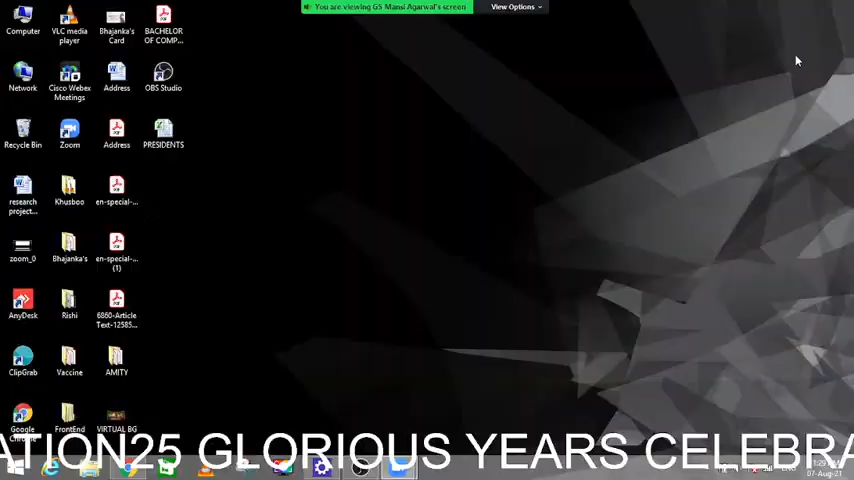 You are viewing GS Mansi Agarwal's screen
View Options
Computer
VLC media
player
Bhajanka's
Card
BACHELOR
OF COMP...
Network
Cisco Webex
Meetings
Address
OBS Studio
Recycle Bin
Zoom
Address
PRESIDENTS
research
project...
Khusboo
en-special-...
zoom_0
Bhajanka's
en-special-...
(1)
AnyDesk
Rishi
6860-Article
Text-12585...
ClipGrab
Vaccine
AMITY
Google
Chrome
FrontEnd
VIRTUAL BG
ATION25 GLORIOUS YEARS CELEBRA
07-Aug-21